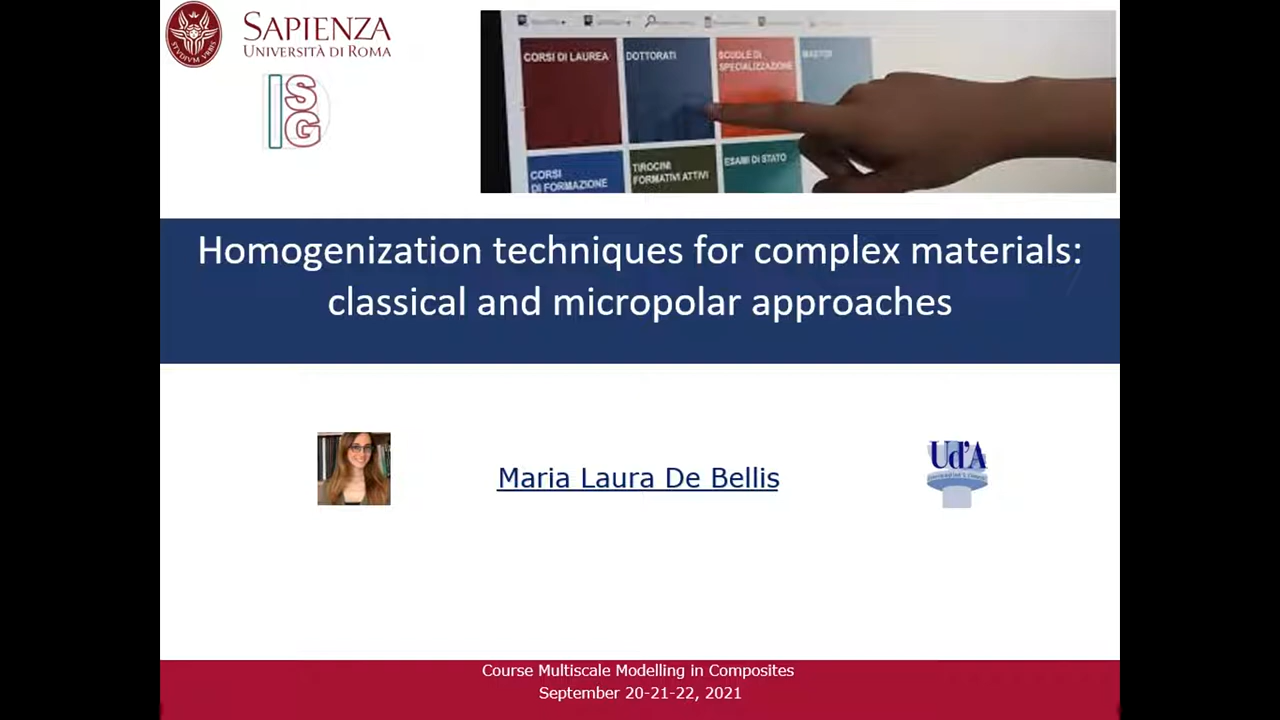 SAPIENZA
UNIVERSITÀ DI ROMA
DSG
CORSI DI LAUREA
DOTTORATI
SCUOLE DI
SPECIALIZZAZIONE
MASTER
CORSI
DI FORMAZIONE
TIROCINI
FORMATIVI ATTIVI
ESAMI DI STATO
Homogenization techniques for complex materials:
classical and micropolar approaches
Maria Laura De Bellis
Ud'A
Course Multiscale Modelling in Composites
September 20-21-22, 2021